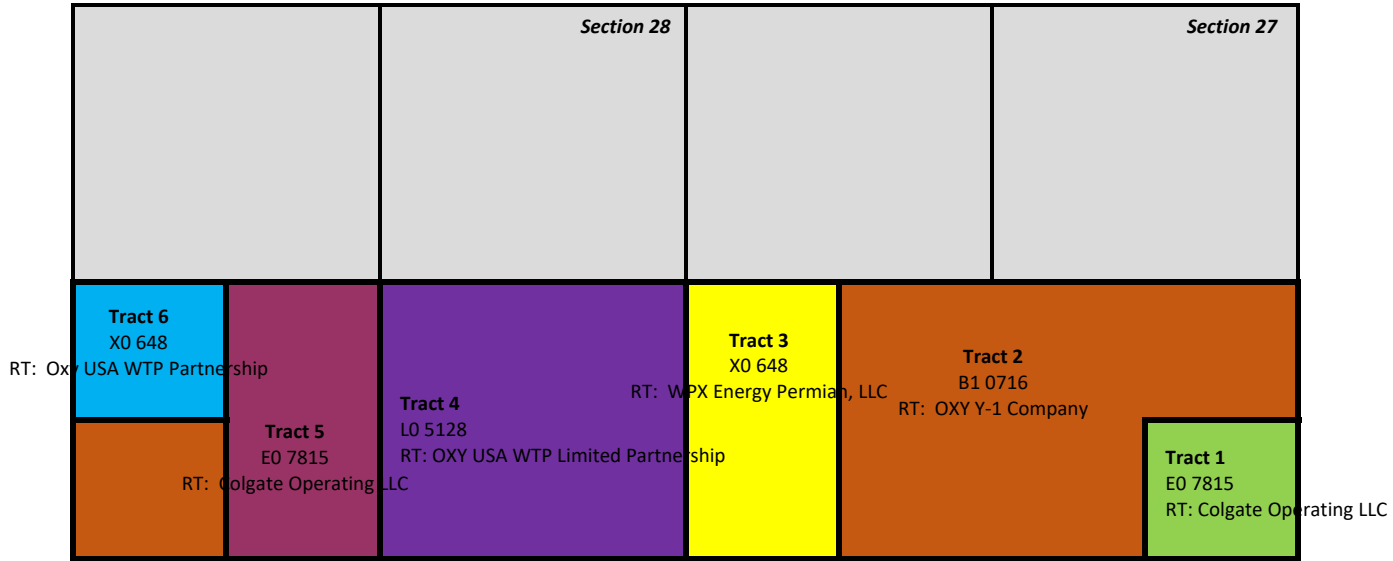 Section 28
Section 27
Tract 6
X0 648
RT: Oxy USA WTP Partnership
Tract 5
E0 7815
RT: Colgate Operating LLC
Tract 4
L0 5128
RT: OXY USA WTP Limited Partnership
Tract 3
X0 648
RT: WPX Energy Permian, LLC
Tract 2
B1 0716
RT: OXY Y-1 Company
Tract 1
E0 7815
RT: Colgate Operating LLC